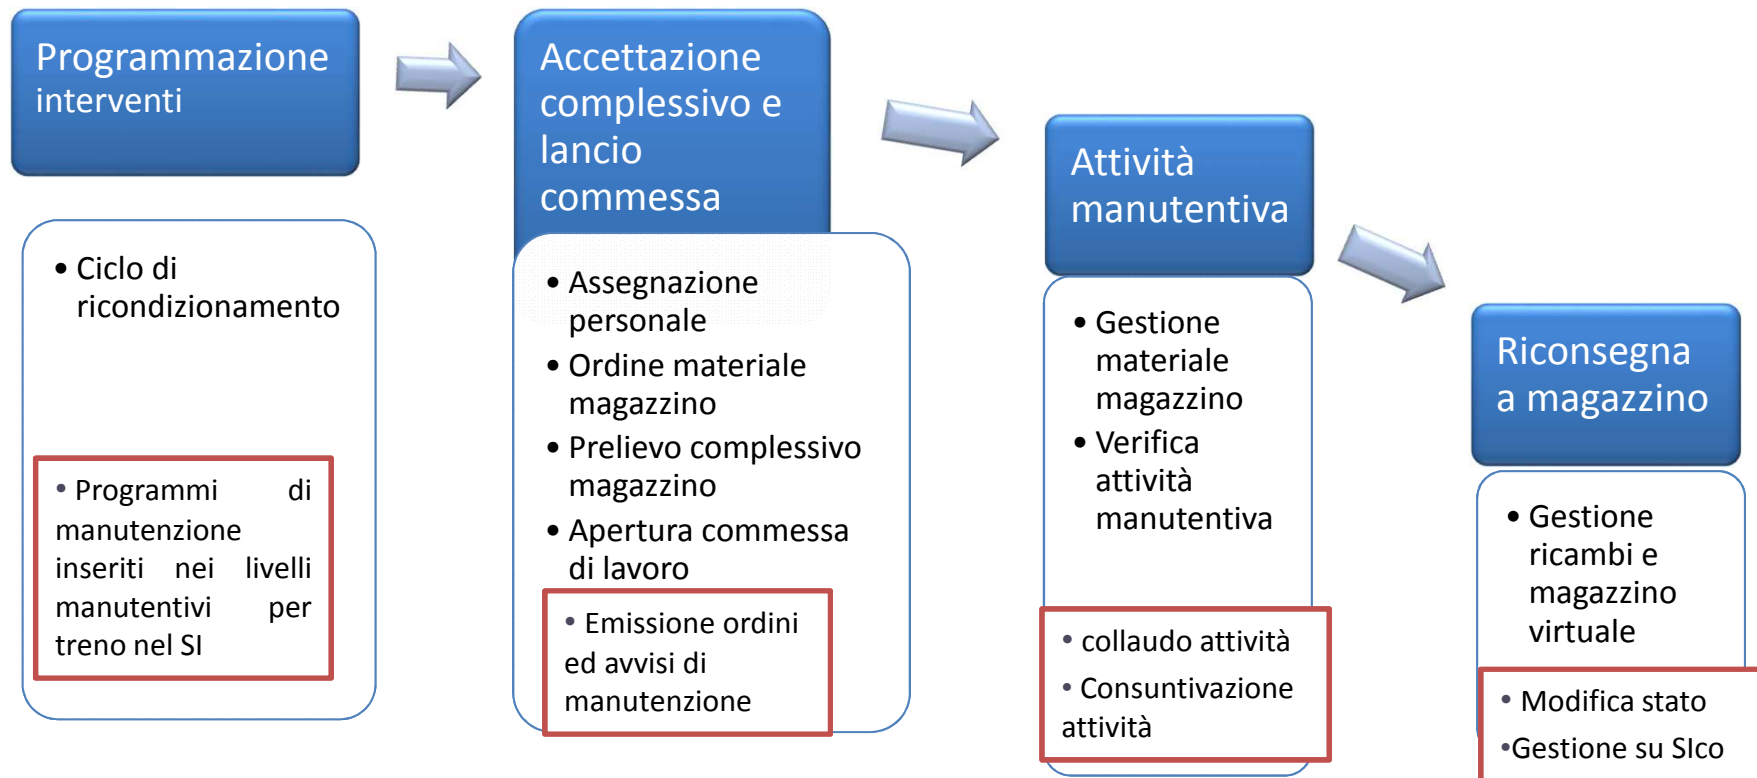 Programmazione
interventi
• Ciclo di
ricondizionamento
• Programmi di
manutenzione
inseriti nei livelli
manutentivi per
treno nel SI
Accettazione
complessivo e
lancio
commessa
• Assegnazione
personale
• Ordine materiale
magazzino
• Prelievo complessivo
magazzino
• Apertura commessa
di lavoro
• Emissione ordini
ed avvisi di
manutenzione
Attività
manutentiva
• Gestione
materiale
magazzino
• Verifica
attività
manutentiva
• collaudo attività
• Consuntivazione
attività
Riconsegna
a magazzino
• Gestione
ricambi e
magazzino
virtuale
• Modifica stato
•Gestione su SIco